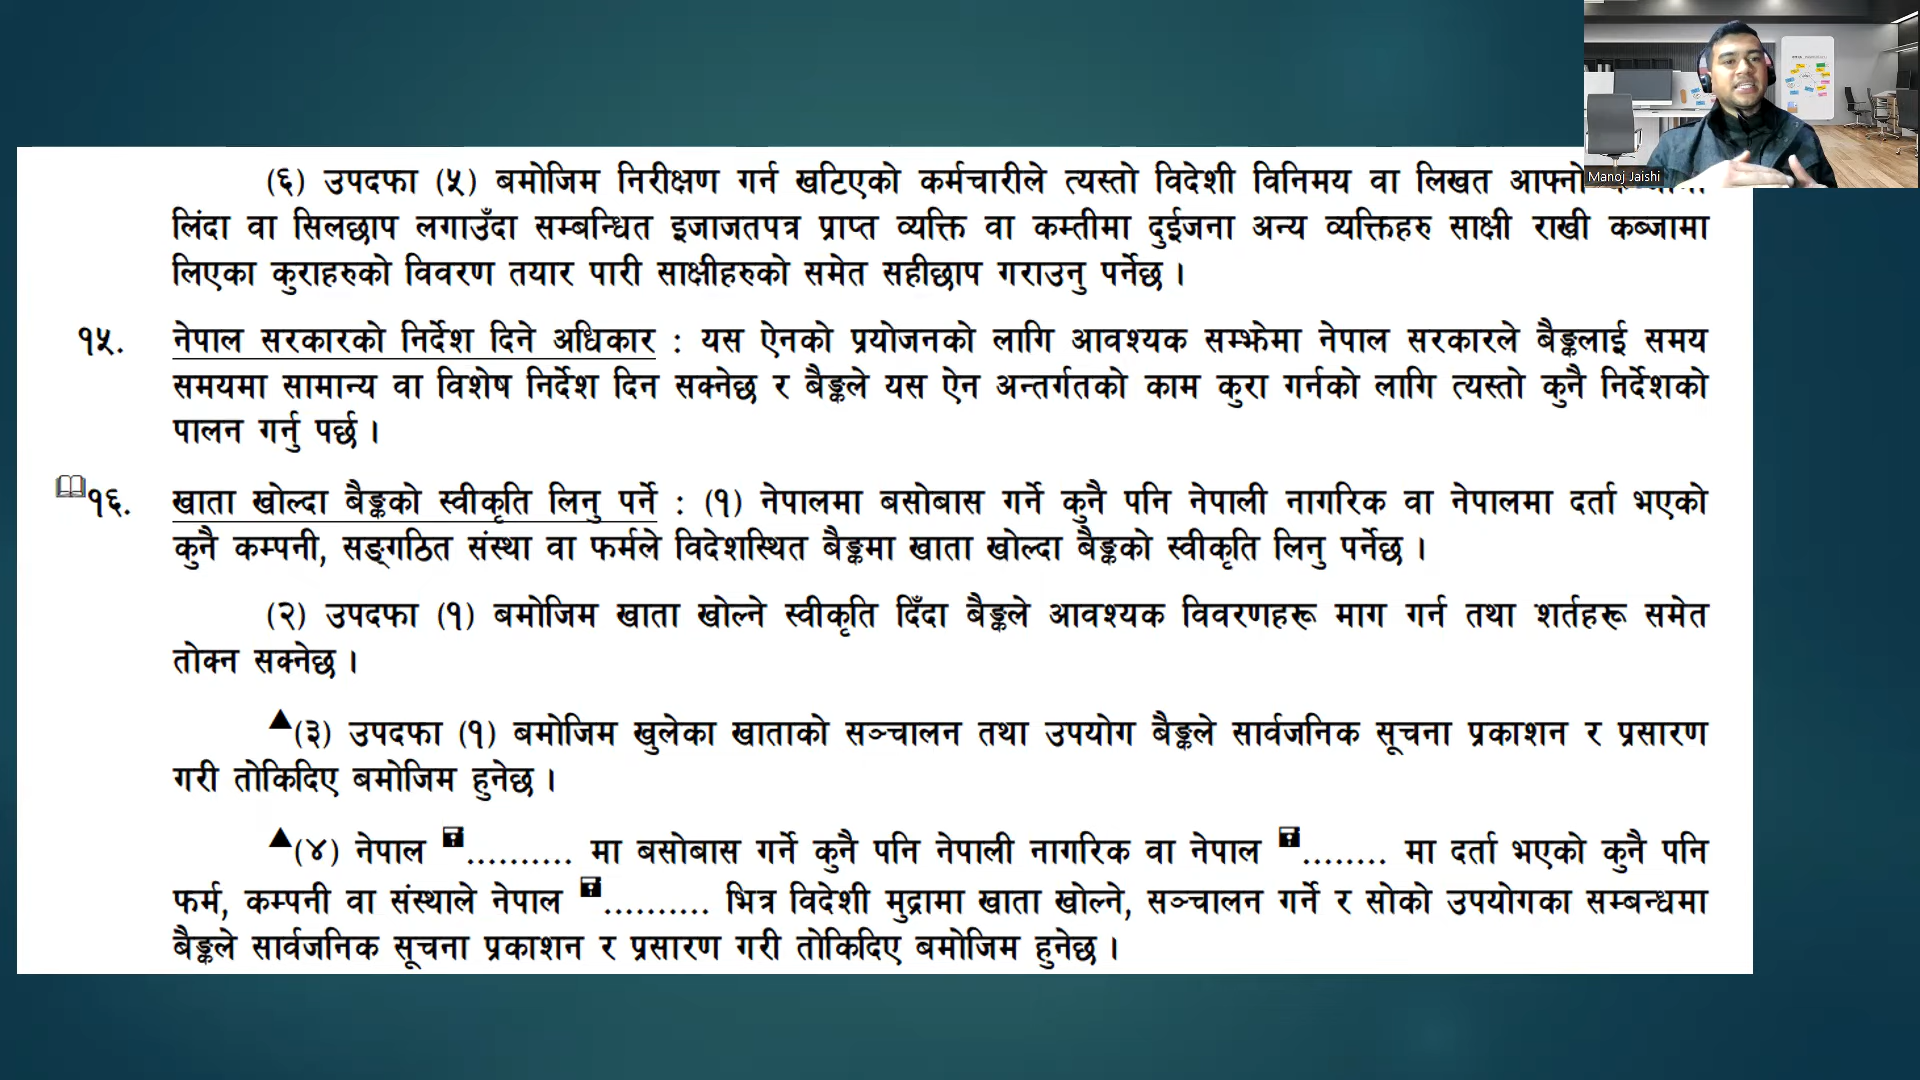 Manoj Jaishi
(६) उपदफा (५) बमोजिम निरीक्षण गर्न खटिएको कर्मचारीले त्यस्तो विदेशी विनिमय वा लिखत आफ्नो
लिंदा वा सिलछाप लगाउँदा सम्बन्धित इजाजतपत्र प्राप्त व्यक्ति वा कम्तीमा दुईजना अन्य व्यक्तिहरु साक्षी राखी कब्जामा
लिएका कुराहरुको विवरण तयार पारी साक्षीहरुको समेत सहीछाप गराउनु पर्नेछ ।
१५. नेपाल सरकारको निर्देश दिने अधिकार : यस ऐनको प्रयोजनको लागि आवश्यक सम्झेमा नेपाल सरकारले बैङ्कलाई समय
समयमा सामान्य वा विशेष निर्देश दिन सक्नेछ र बैङ्कले यस ऐन अन्तर्गतको काम कुरा गर्नको लागि त्यस्तो कुनै निर्देशको
पालन गर्नु पर्छ ।
१६. खाता खोल्दा बैङ्कको स्वीकृति लिनु पर्ने : (१) नेपालमा बसोबास गर्ने कुनै पनि नेपाली नागरिक वा नेपालमा दर्ता भएको
कुनै कम्पनी, सङ्गठित संस्था वा फर्मले विदेशस्थित बैङ्कमा खाता खोल्दा बैङ्कको स्वीकृति लिनु पर्नेछ ।
(२) उपदफा (१) बमोजिम खाता खोल्ने स्वीकृति दिँदा बैङ्कले आवश्यक विवरणहरू माग गर्न तथा शर्तहरू समेत
तोक्न सक्नेछ ।
▲(३) उपदफा (१) बमोजिम खुलेका खाताको सञ्चालन तथा उपयोग बैङ्कले सार्वजनिक सूचना प्रकाशन र प्रसारण
गरी तोकिदिए बमोजिम हुनेछ ।
▲(४) नेपाल .......... मा बसोबास गर्ने कुनै पनि नेपाली नागरिक वा नेपाल ........ मा दर्ता भएको कुनै पनि
फर्म, कम्पनी वा संस्थाले नेपाल .......... भित्र विदेशी मुद्रामा खाता खोल्ने, सञ्चालन गर्ने र सोको उपयोगका सम्बन्धमा
बैङ्कले सार्वजनिक सूचना प्रकाशन र प्रसारण गरी तोकिदिए बमोजिम हुनेछ ।